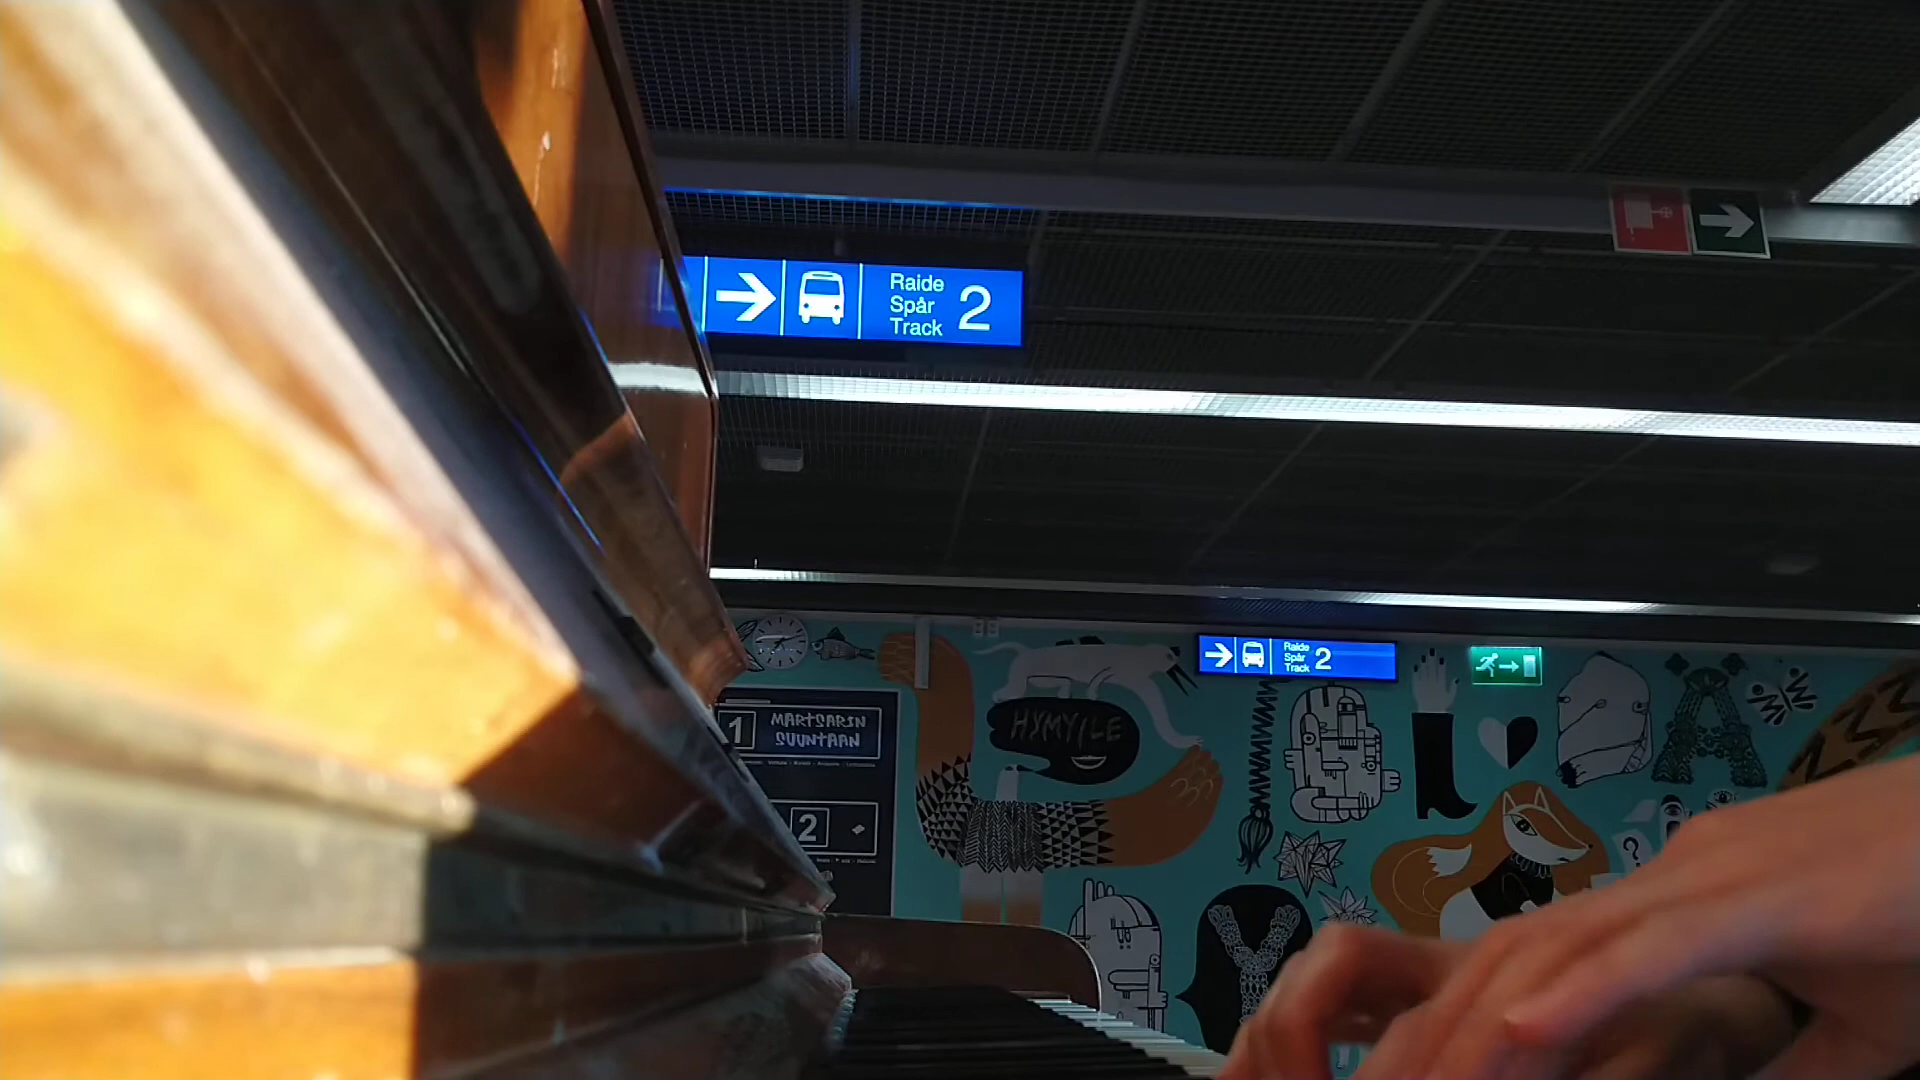 Raide
Spår
Track
2
Raide
Spår
Track
2
1
MARTSARIN
SUUNTAAN
2
HYMYILE
?